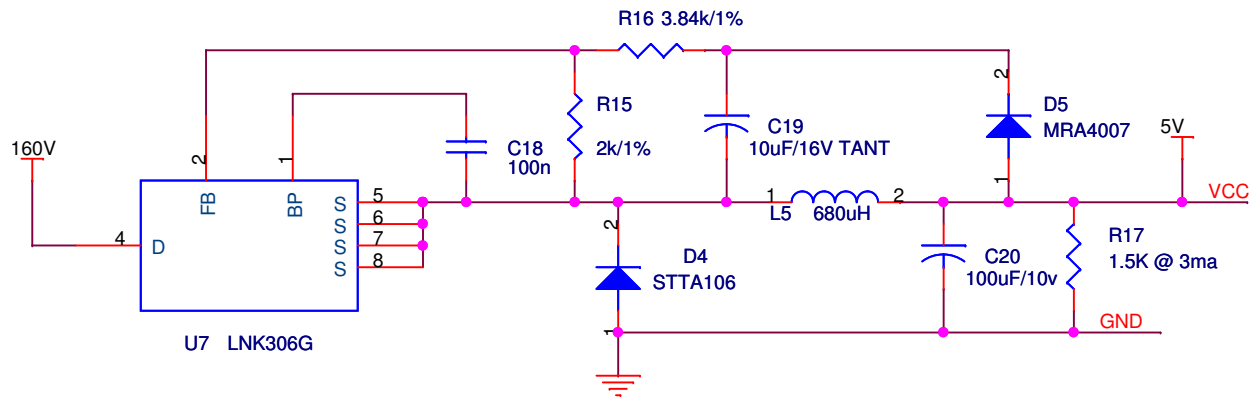 R16 3.84k/1%
2
R15
2k/1%
C19
10uF/16V TANT
2
D5
MRA4007
1
5V
160V
2
1
C18
100n
FB
BP
S 5
S 6
S 7
S 8
4 D
U7 LNK306G
2
D4
STTA106
1
1
L5
680uH
2
VCC
C20
100uF/10v
R17
1.5K @ 3ma
GND